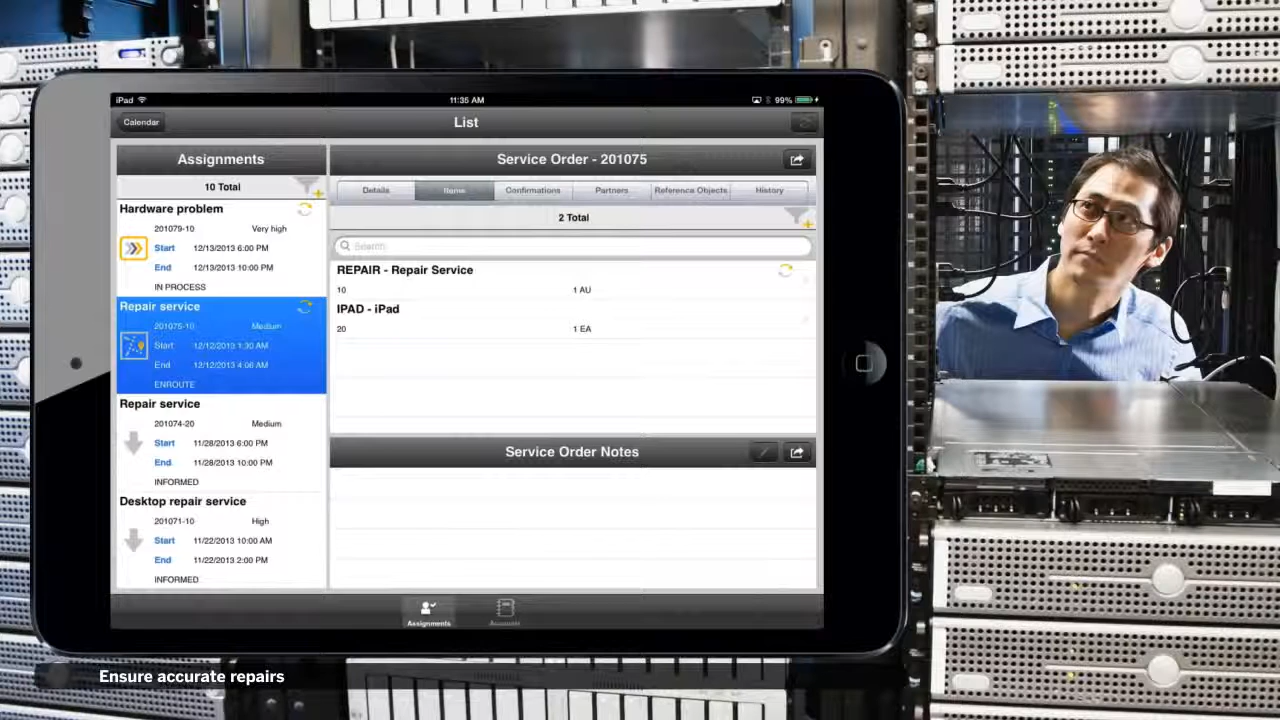 iPad 11:35 AM 99%
Calendar List
Assignments
10 Total
Hardware problem
201079-10 Very high
Start 12/13/2013 6:00 PM
End 12/13/2013 10:00 PM
IN PROCESS
Repair service
201075-10 Medium
Start 12/12/2013 1:30 AM
End 12/12/2013 4:06 AM
ENROUTE
Repair service
201074-20 Medium
Start 11/28/2013 6:00 PM
End 11/28/2013 10:00 PM
INFORMED
Desktop repair service
201071-10 High
Start 11/22/2013 10:00 AM
End 11/22/2013 2:00 PM
INFORMED
Service Order - 201075
Details Items Confirmations Partners Reference Objects History
2 Total
Search
REPAIR - Repair Service
10 1 AU
IPAD - iPad
20 1 EA
Service Order Notes
Assignments Accounts
Ensure accurate repairs